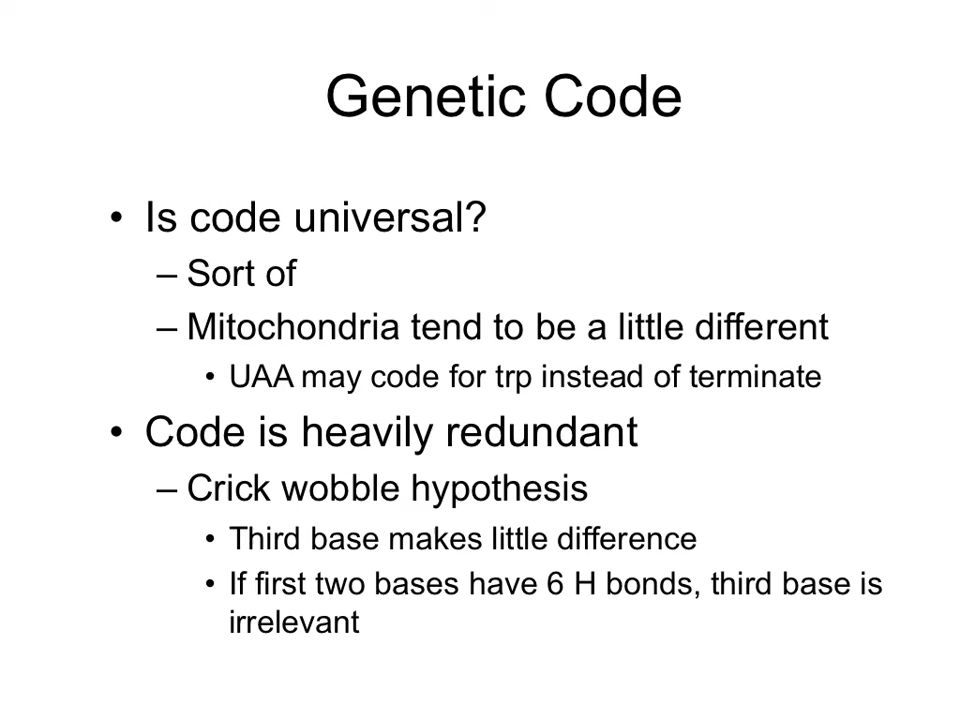 Genetic Code
• Is code universal?
– Sort of
– Mitochondria tend to be a little different
• UAA may code for trp instead of terminate
• Code is heavily redundant
– Crick wobble hypothesis
• Third base makes little difference
• If first two bases have 6 H bonds, third base is
irrelevant